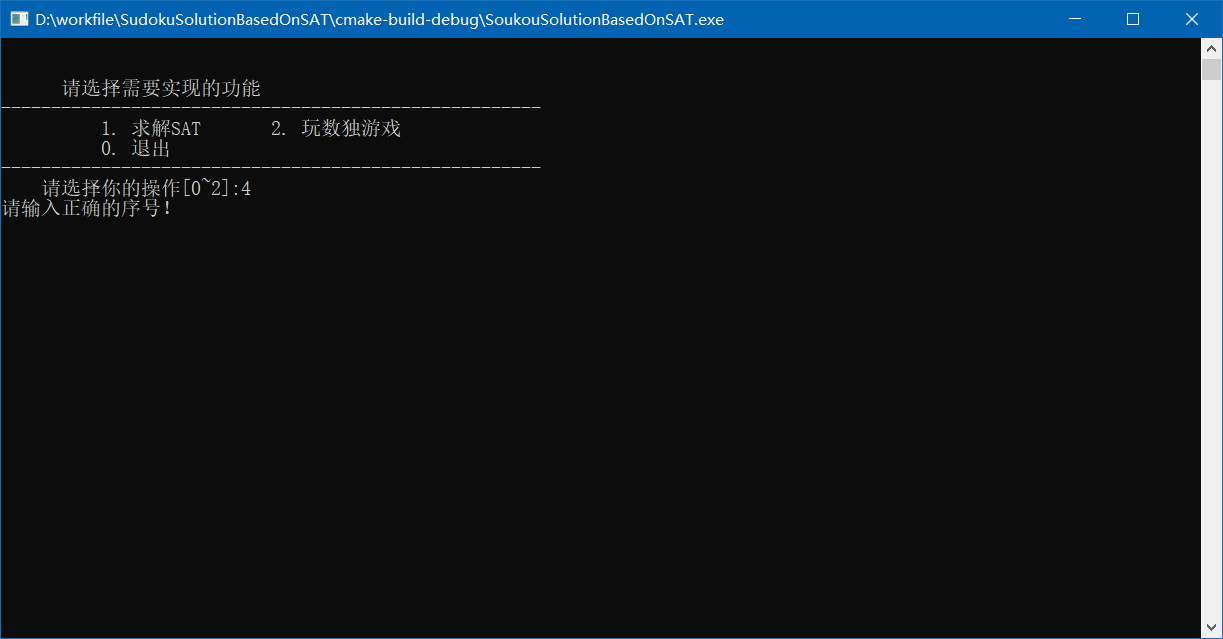 D:\workfile\SudokuSolutionBasedOnSAT\cmake-build-debug\SoukouSolutionBasedOnSAT.exe
请选择需要实现的功能
------------------------------------------------------
1. 求解SAT 2. 玩数独游戏
0. 退出
------------------------------------------------------
请选择你的操作[0~2]:4
请输入正确的序号!